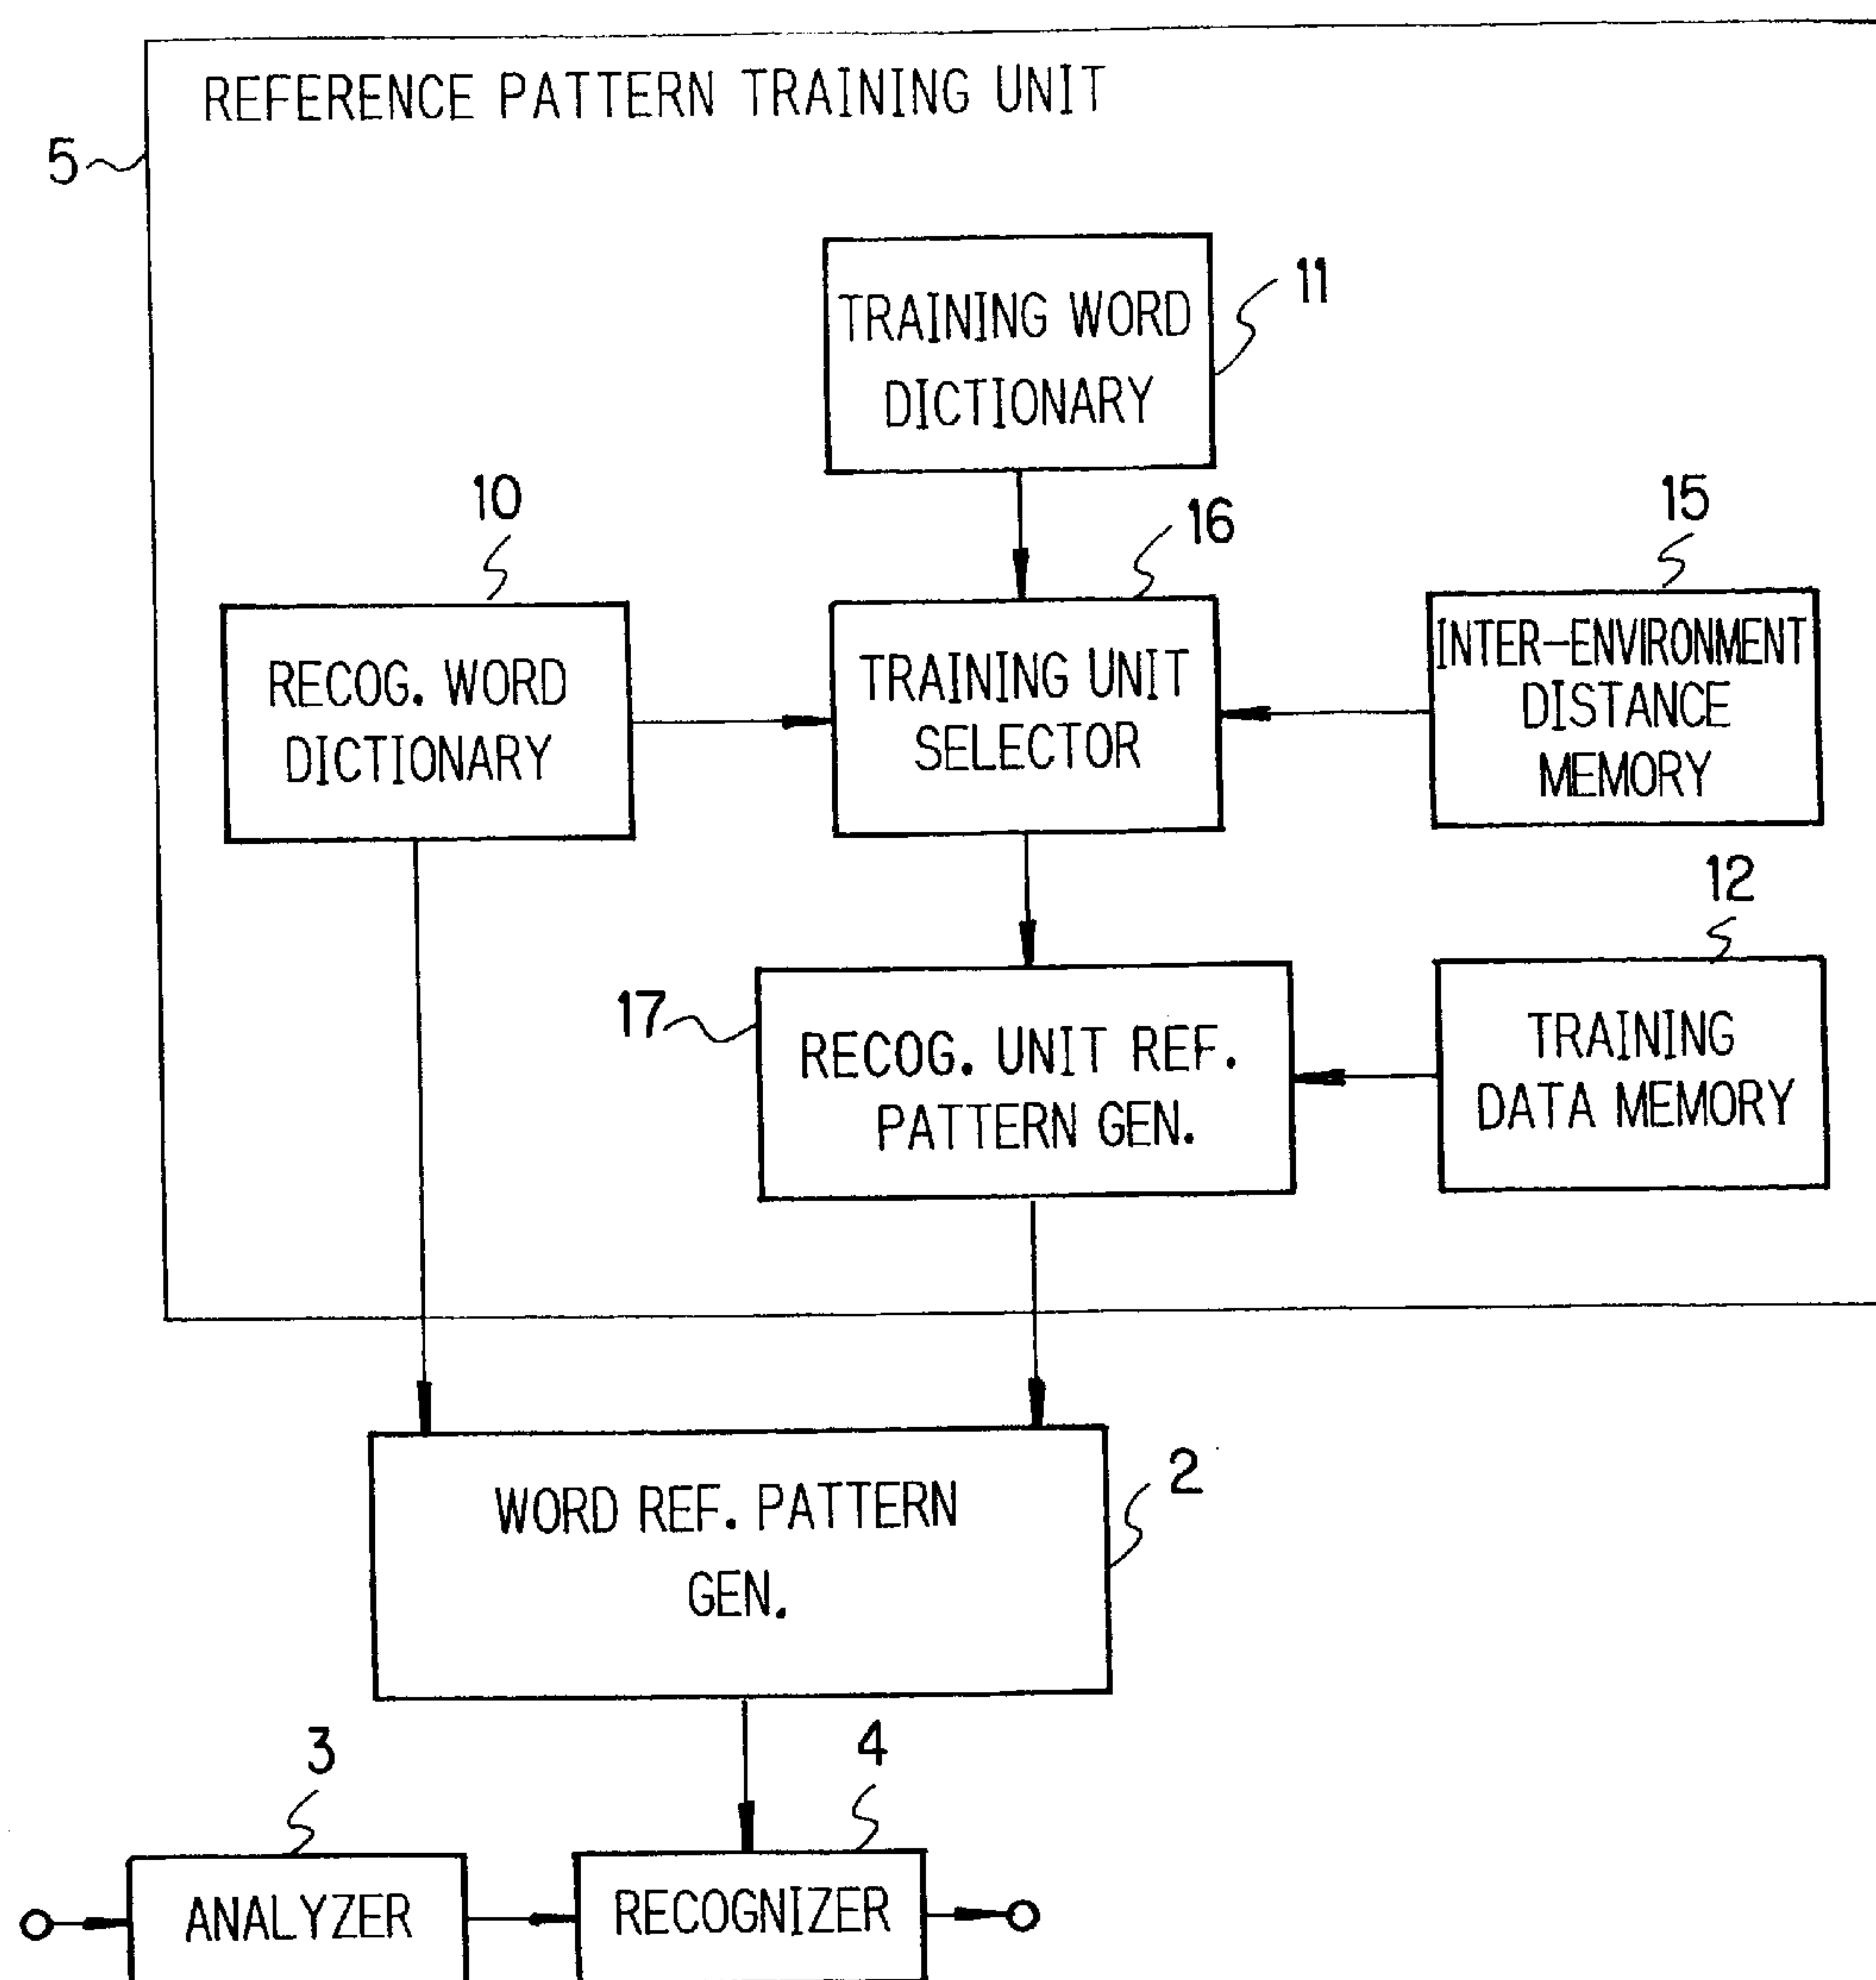 REFERENCE PATTERN TRAINING UNIT
5
TRAINING WORD
DICTIONARY
11
10
16
15
RECOG. WORD
DICTIONARY
TRAINING UNIT
SELECTOR
INTER-ENVIRONMENT
DISTANCE
MEMORY
12
17
RECOG. UNIT REF.
PATTERN GEN.
TRAINING
DATA MEMORY
WORD REF. PATTERN
GEN.
2
3
4
ANALYZER
RECOGNIZER